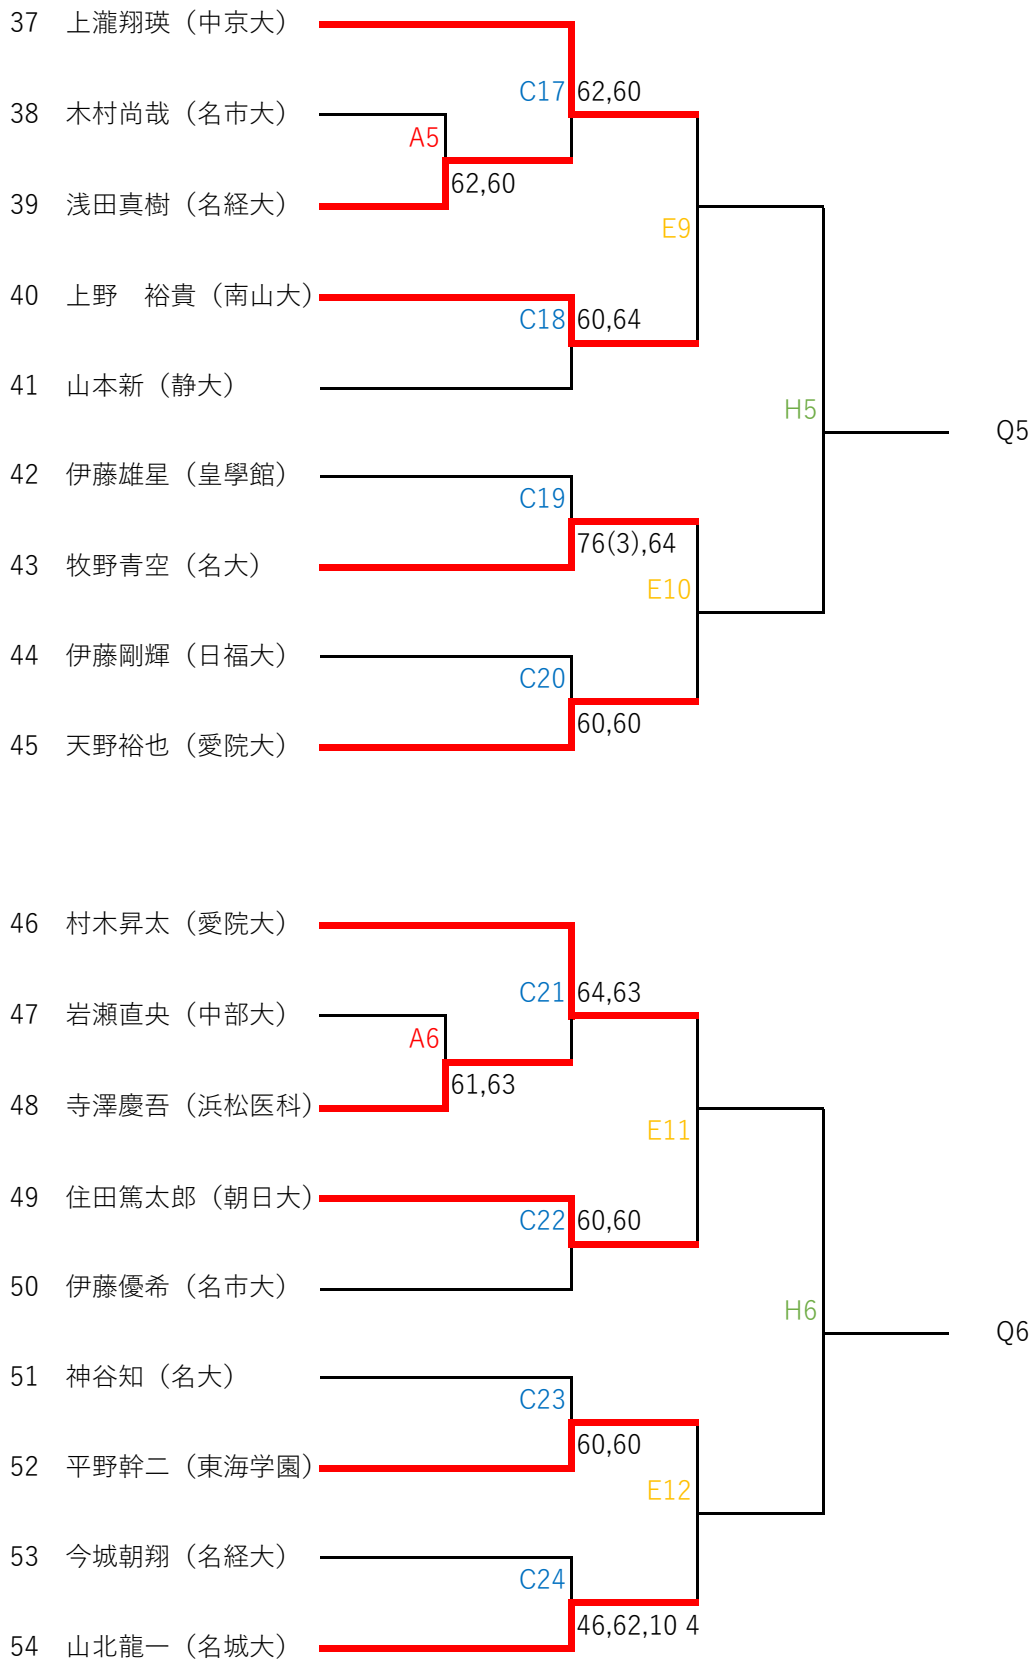 37 上瀧翔瑛（中京大）
C17 62,60
38 木村尚哉（名市大）
A5
62,60
39 浅田真樹（名経大）
E9
40 上野　裕貴（南山大）
C18 60,64
41 山本新（静大）
H5
Q5
42 伊藤雄星（皇學館）
C19
76(3),64
43 牧野青空（名大）
E10
44 伊藤剛輝（日福大）
C20
60,60
45 天野裕也（愛院大）
46 村木昇太（愛院大）
C21 64,63
47 岩瀬直央（中部大）
A6
61,63
48 寺澤慶吾（浜松医科）
E11
49 住田篤太郎（朝日大）
C22 60,60
50 伊藤優希（名市大）
H6
Q6
51 神谷知（名大）
C23
60,60
52 平野幹二（東海学園）
E12
53 今城朝翔（名経大）
C24
46,62,10 4
54 山北龍一（名城大）